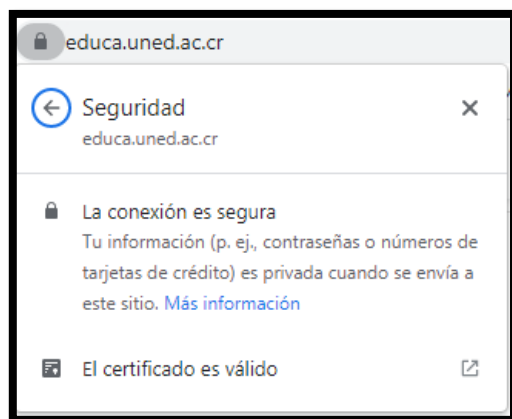 educa.uned.ac.cr
Seguridad
educa.uned.ac.cr
La conexión es segura
Tu información (p. ej., contraseñas o números de
tarjetas de crédito) es privada cuando se envía a
este sitio. Más información
El certificado es válido